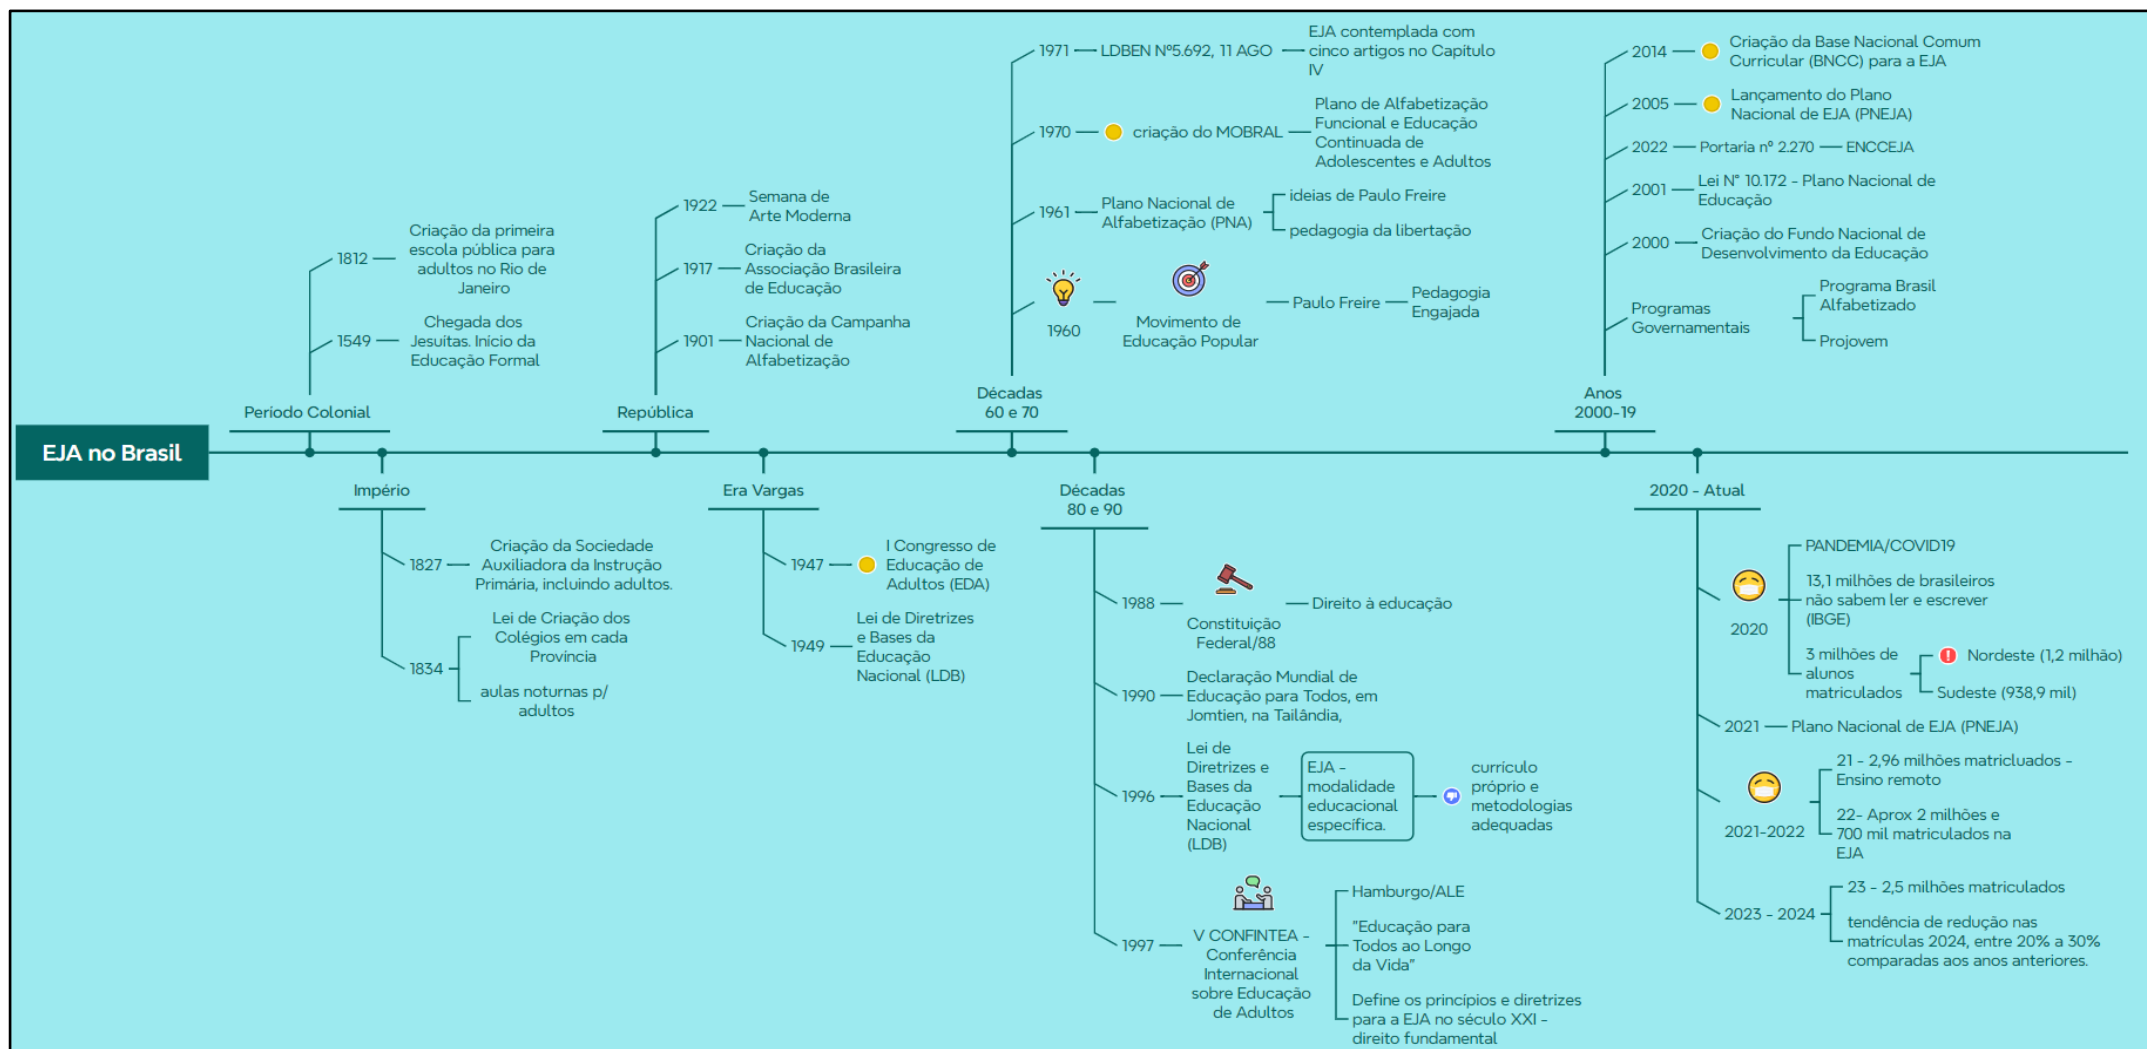 EJA no Brasil
Período Colonial
1812
Criação da primeira
escola pública para
adultos no Rio de
Janeiro
1549
Chegada dos
Jesuítas. Início da
Educação Formal
Império
1827
Criação da Sociedade
Auxiliadora da Instrução
Primária, incluindo adultos.
1834
Lei de Criação dos
Colégios em cada
Província
aulas noturnas p/
adultos
República
1922
Semana de
Arte Moderna
1917
Criação da
Associação Brasileira
de Educação
1901
Criação da Campanha
Nacional de
Alfabetização
Era Vargas
1947
I Congresso de
Educação de
Adultos (EDA)
1949
Lei de Diretrizes
e Bases da
Educação
Nacional (LDB)
Décadas
60 e 70
1971
LDBEN Nº5.692, 11 AGO
EJA contemplada com
cinco artigos no Capítulo
IV
1970
criação do MOBRAL
Plano de Alfabetização
Funcional e Educação
Continuada de
Adolescentes e Adultos
1961
Plano Nacional de
Alfabetização (PNA)
ideias de Paulo Freire
pedagogia da libertação
1960
Movimento de
Educação Popular
Paulo Freire
Pedagogia
Engajada
Décadas
80 e 90
1988
Constituição
Federal/88
Direito à educação
1990
Declaração Mundial de
Educação para Todos, em
Jomtien, na Tailândia,
1996
Lei de
Diretrizes e
Bases da
Educação
Nacional
(LDB)
EJA -
modalidade
educacional
específica.
currículo
próprio e
metodologias
adequadas
1997
V CONFINTEA -
Conferência
Internacional
sobre Educação
de Adultos
Hamburgo/ALE
"Educação para
Todos ao Longo
da Vida"
Define os princípios e diretrizes
para a EJA no século XXI -
direito fundamental
Anos
2000-19
2014
Criação da Base Nacional Comum
Curricular (BNCC) para a EJA
2005
Lançamento do Plano
Nacional de EJA (PNEJA)
2022
Portaria nº 2.270
ENCCEJA
2001
Lei N° 10.172 - Plano Nacional de
Educação
2000
Criação do Fundo Nacional de
Desenvolvimento da Educação
Programas
Governamentais
Programa Brasil
Alfabetizado
Projovem
2020 - Atual
2020
PANDEMIA/COVID19
13,1 milhões de brasileiros
não sabem ler e escrever
(IBGE)
3 milhões de
alunos
matriculados
Nordeste (1,2 milhão)
Sudeste (938,9 mil)
2021
Plano Nacional de EJA (PNEJA)
2021-2022
21 - 2,96 milhões matricluados -
Ensino remoto
22- Aprox 2 milhões e
700 mil matriculados na
EJA
2023 - 2024
23 - 2,5 milhões matriculados
tendência de redução nas
matrículas 2024, entre 20% a 30%
comparadas aos anos anteriores.